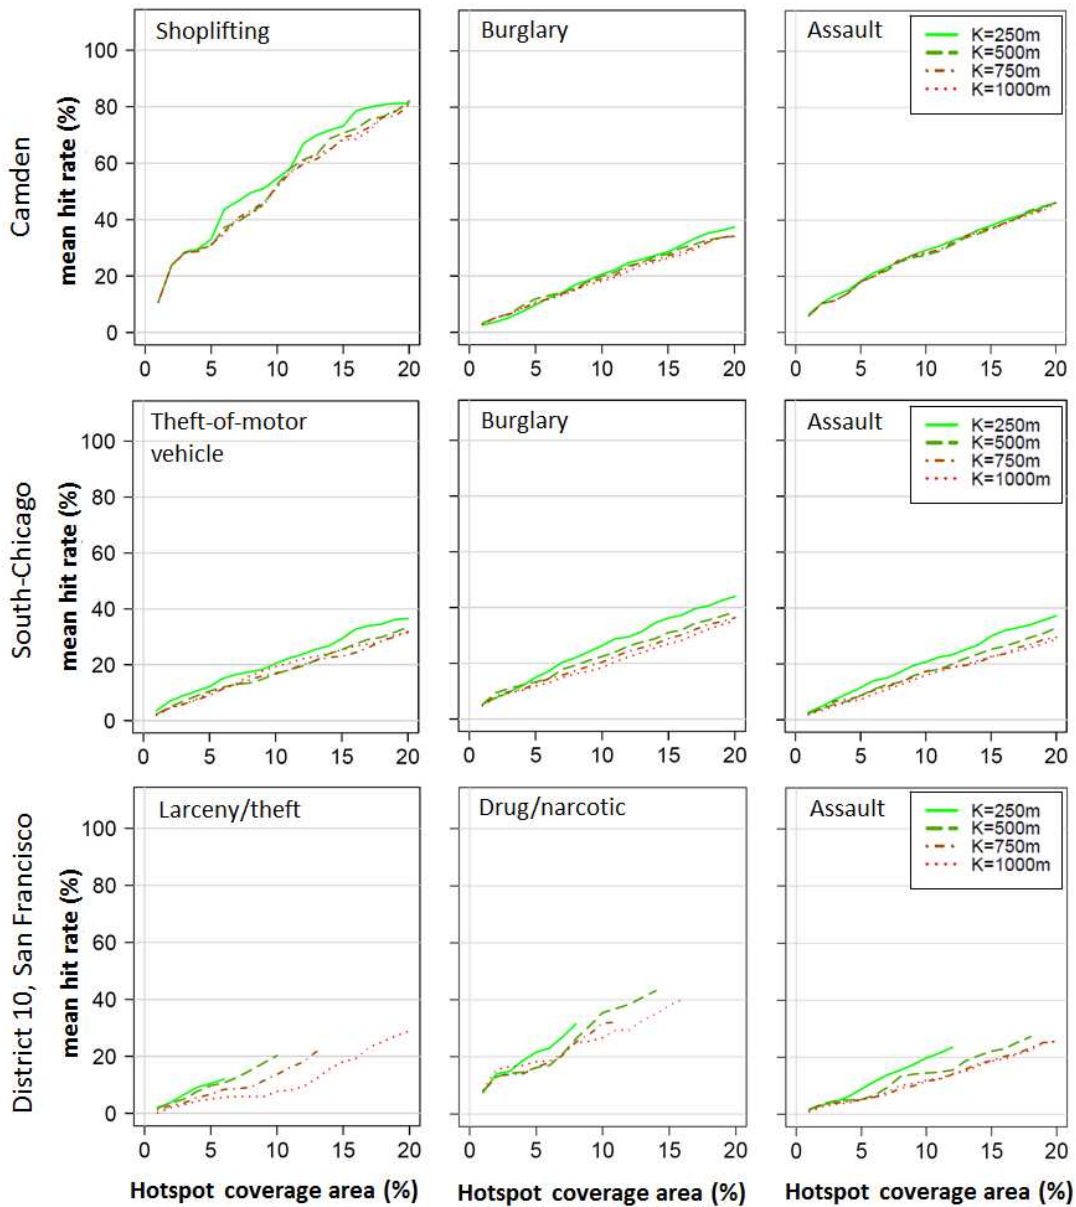 Shoplifting
Burglary
Assault
K=250m
K=500m
K=750m
K=1000m
Camden
mean hit rate (%)
100
80
60
40
20
0
0 5 10 15 20
0 5 10 15 20
0 5 10 15 20
Theft-of-motor
vehicle
Burglary
Assault
K=250m
K=500m
K=750m
K=1000m
South-Chicago
mean hit rate (%)
100
80
60
40
20
0
0 5 10 15 20
0 5 10 15 20
0 5 10 15 20
Larceny/theft
Drug/narcotic
Assault
K=250m
K=500m
K=750m
K=1000m
District 10, San Francisco
mean hit rate (%)
100
80
60
40
20
0
0 5 10 15 20
0 5 10 15 20
0 5 10 15 20
Hotspot coverage area (%)
Hotspot coverage area (%)
Hotspot coverage area (%)